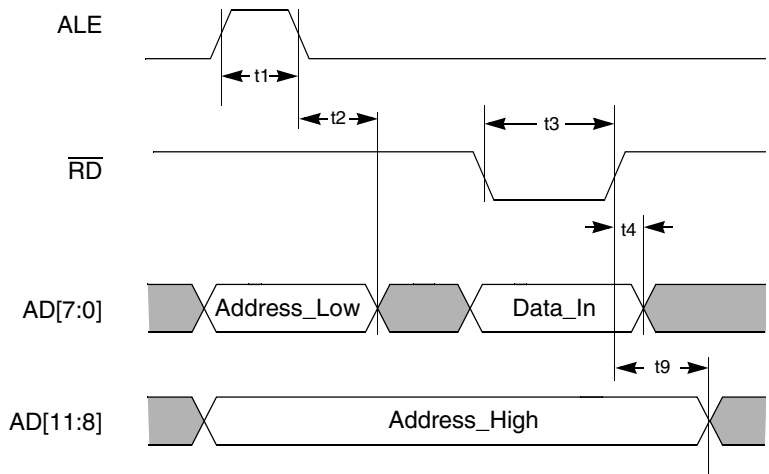 ALE
t1
t2
t3
RD
t4
AD[7:0]
Address_Low
Data_In
t9
AD[11:8]
Address_High